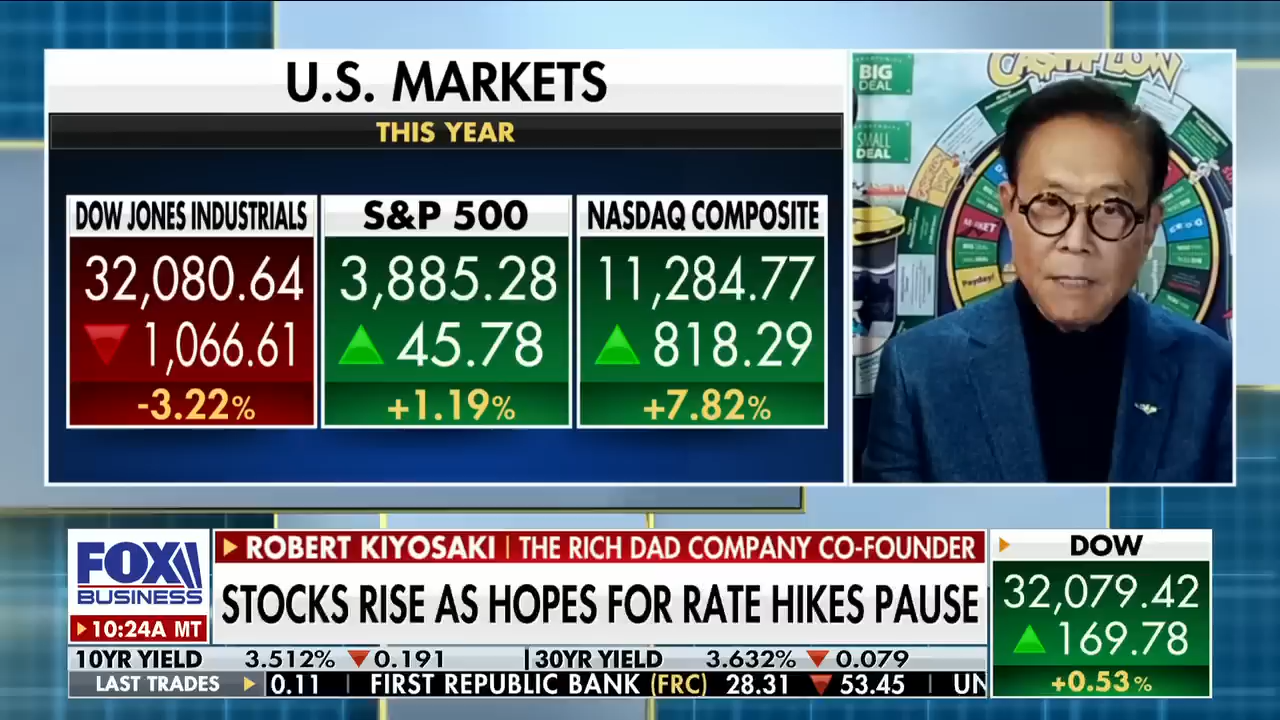 U.S. MARKETS
THIS YEAR
DOW JONES INDUSTRIALS
32,080.64
▼ 1,066.61
-3.22%
S&P 500
3,885.28
▲ 45.78
+1.19%
NASDAQ COMPOSITE
11,284.77
▲ 818.29
+7.82%
CASHFLOW
BIG
DEAL
SMALL
DEAL
MARKET
Payday!
FOX
BUSINESS
10:24A MT
ROBERT KIYOSAKI | THE RICH DAD COMPANY CO-FOUNDER
STOCKS RISE AS HOPES FOR RATE HIKES PAUSE
DOW
32,079.42
▲ 169.78
+0.53%
10YR YIELD 3.512% ▼ 0.191 | 30YR YIELD 3.632% ▼ 0.079
LAST TRADES 0.11 | FIRST REPUBLIC BANK (FRC) 28.31 ▼ 53.45 | UN